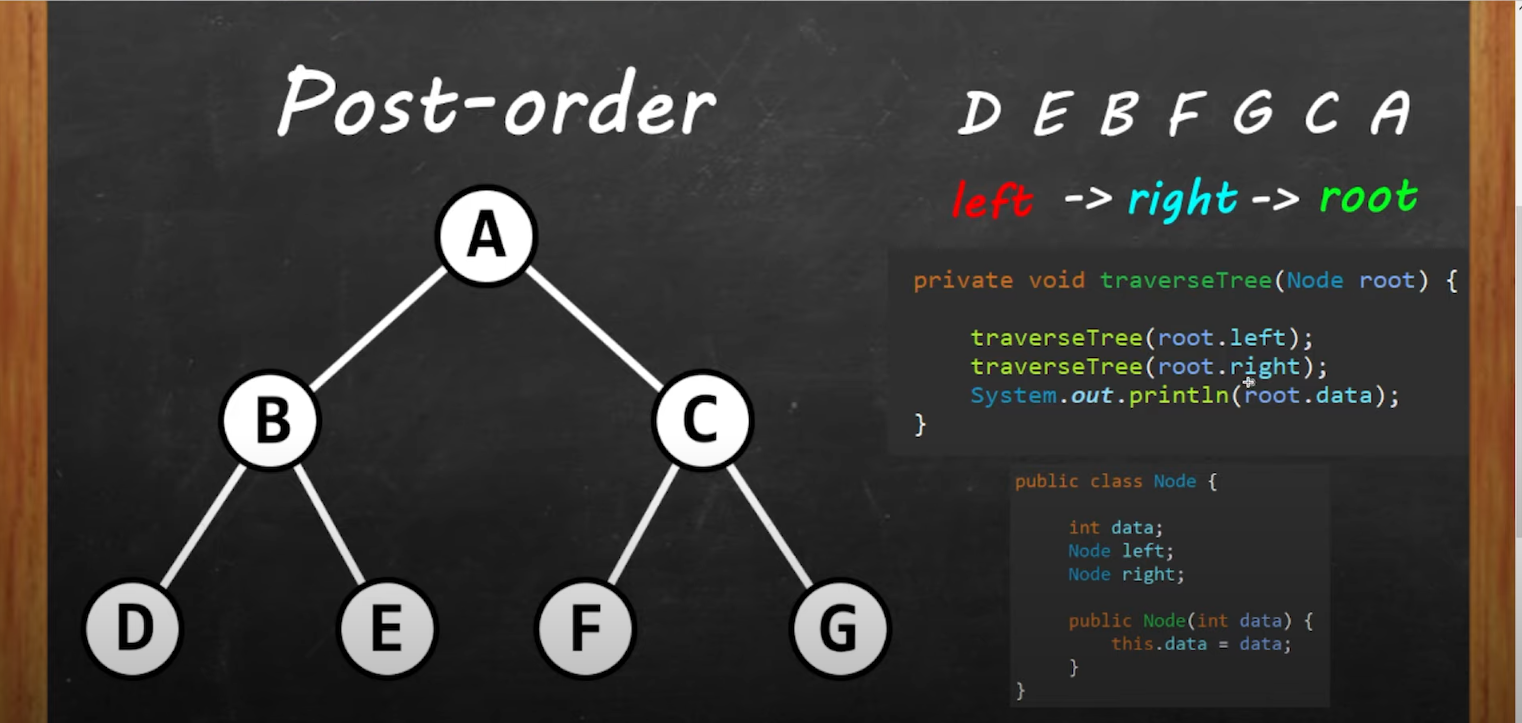 Post-order
D E B F G C A
left -> right -> root
A
B C
D E F G
private void traverseTree(Node root) {
traverseTree(root.left);
traverseTree(root.right);
System.out.println(root.data);
}
public class Node {
int data;
Node left;
Node right;
public Node(int data) {
this.data = data;
}
}